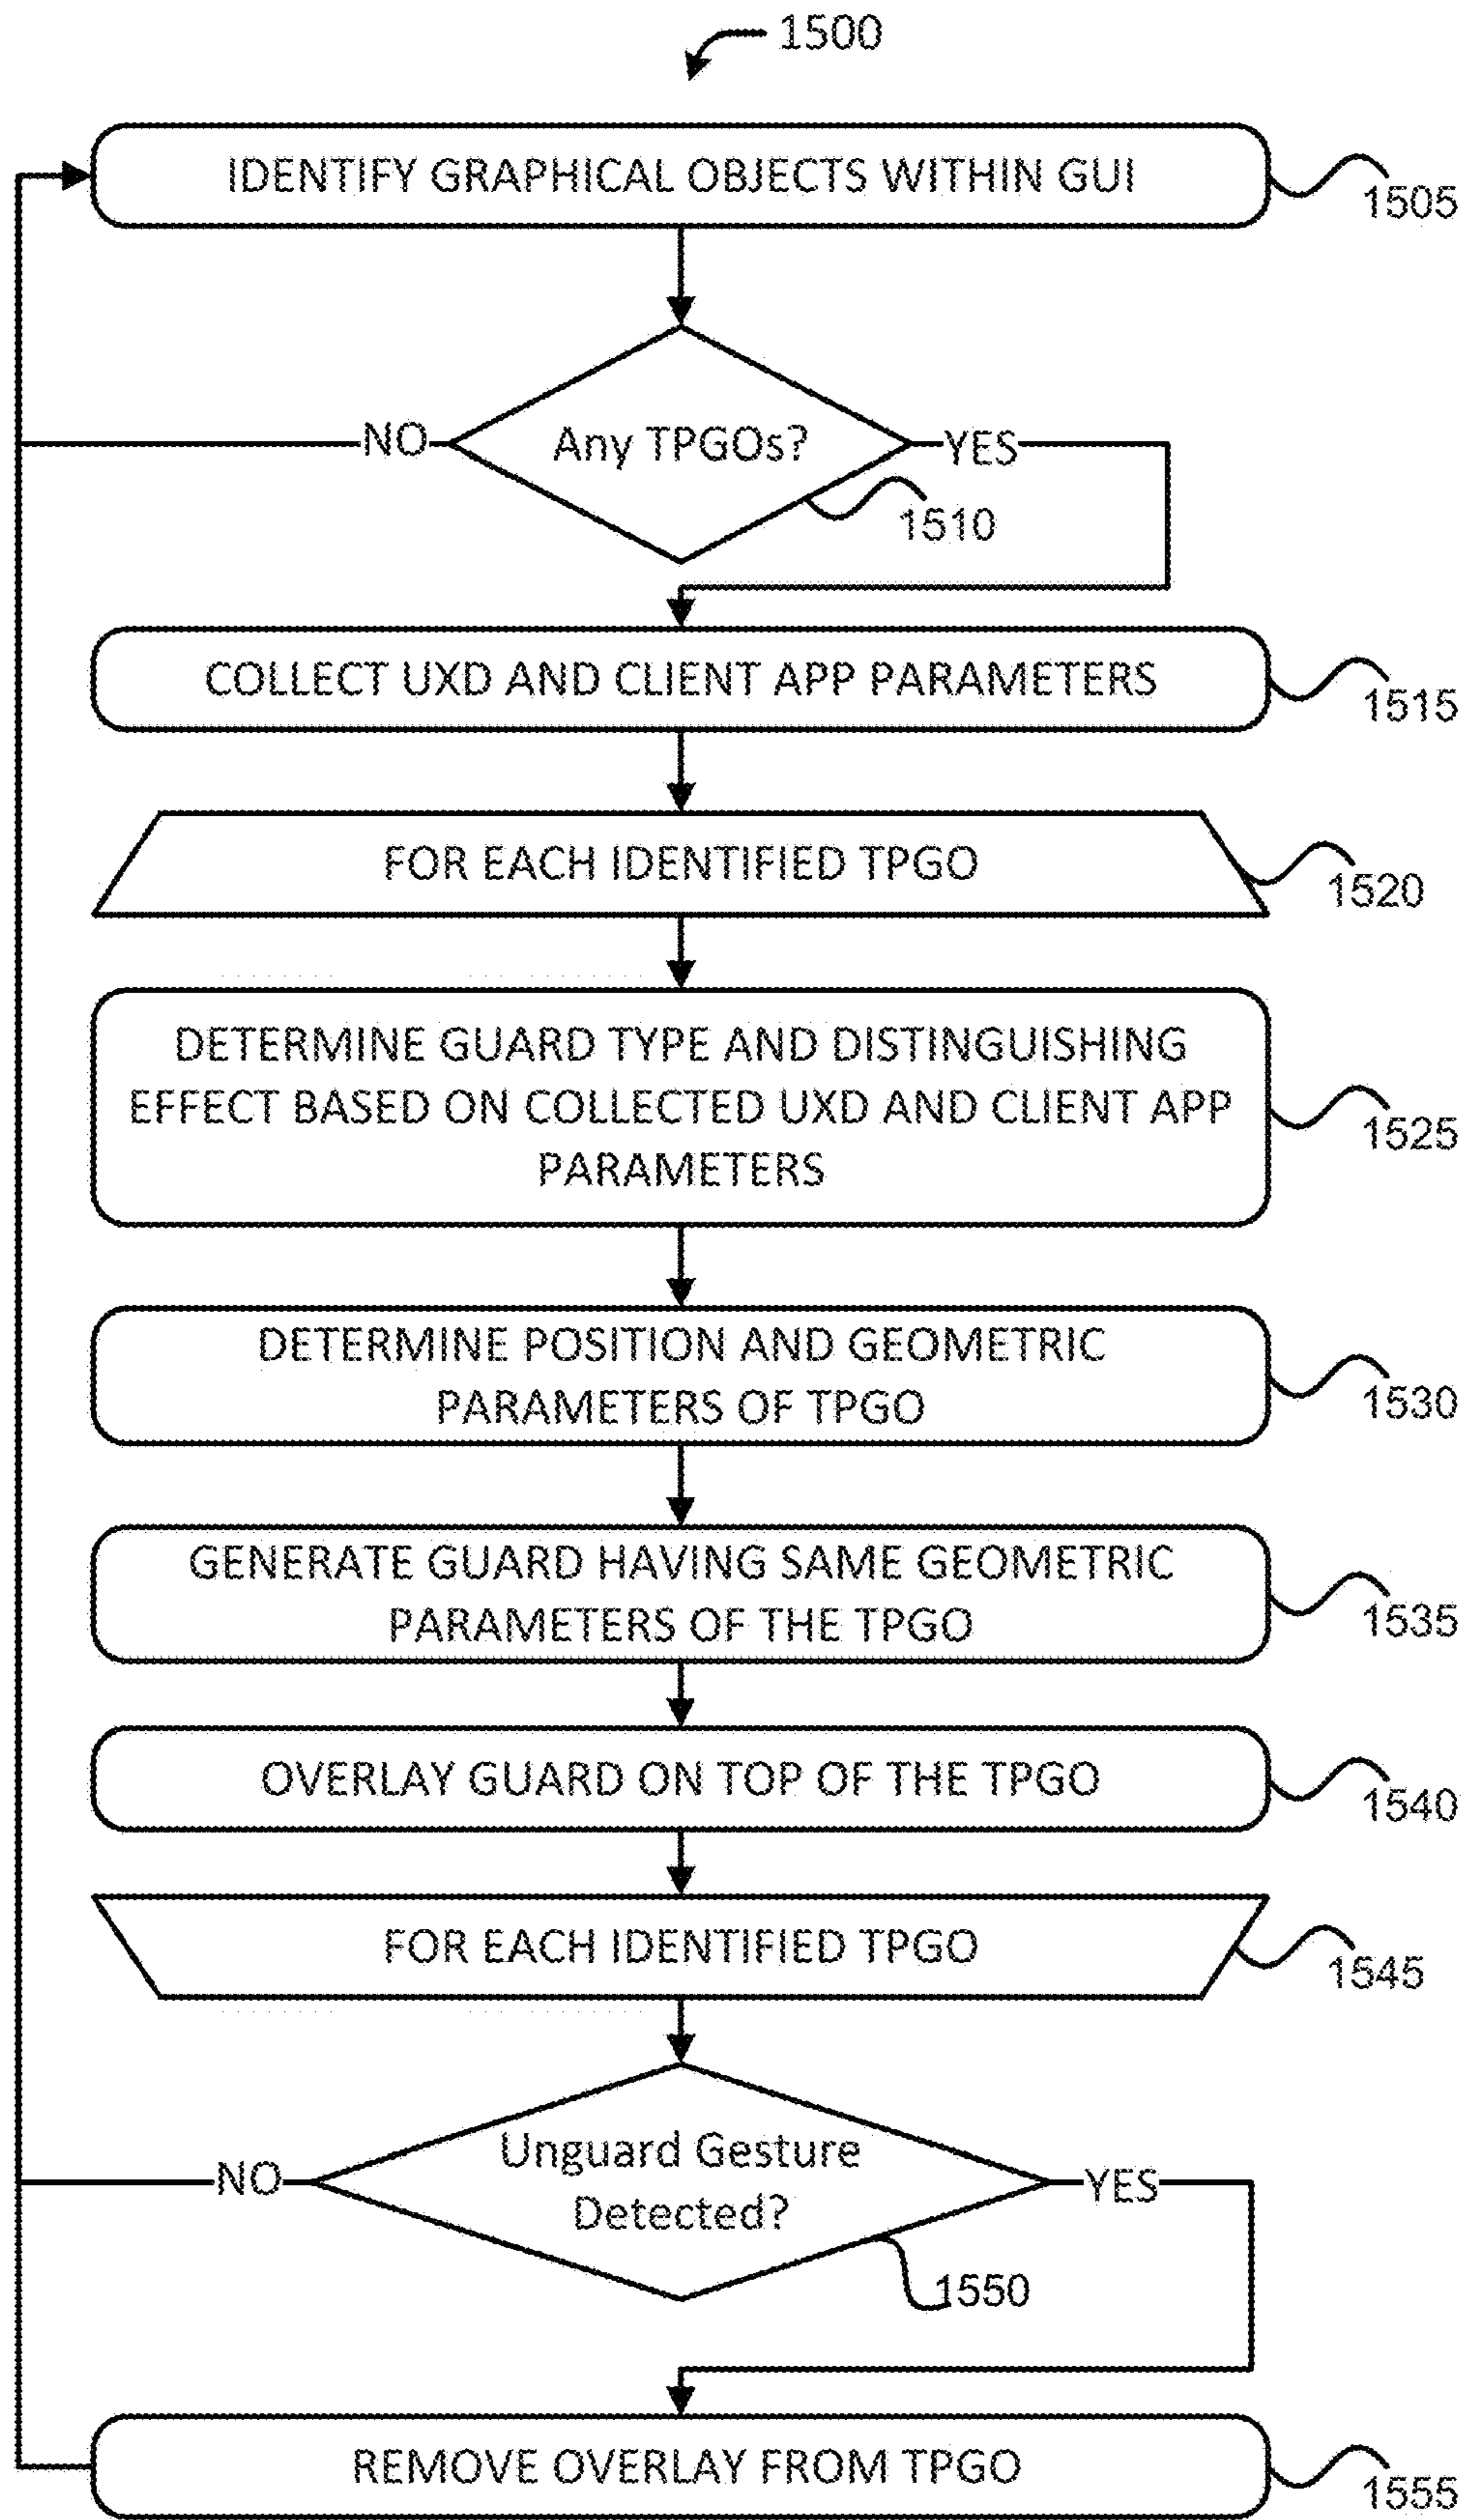 1500
IDENTIFY GRAPHICAL OBJECTS WITHIN GUI
1505
NO
Any TPGOs?
YES
1510
COLLECT UXD AND CLIENT APP PARAMETERS
1515
FOR EACH IDENTIFIED TPGO
1520
DETERMINE GUARD TYPE AND DISTINGUISHING
EFFECT BASED ON COLLECTED UXD AND CLIENT APP
PARAMETERS
1525
DETERMINE POSITION AND GEOMETRIC
PARAMETERS OF TPGO
1530
GENERATE GUARD HAVING SAME GEOMETRIC
PARAMETERS OF THE TPGO
1535
OVERLAY GUARD ON TOP OF THE TPGO
1540
FOR EACH IDENTIFIED TPGO
1545
NO
Unguard Gesture
Detected?
YES
1550
REMOVE OVERLAY FROM TPGO
1555